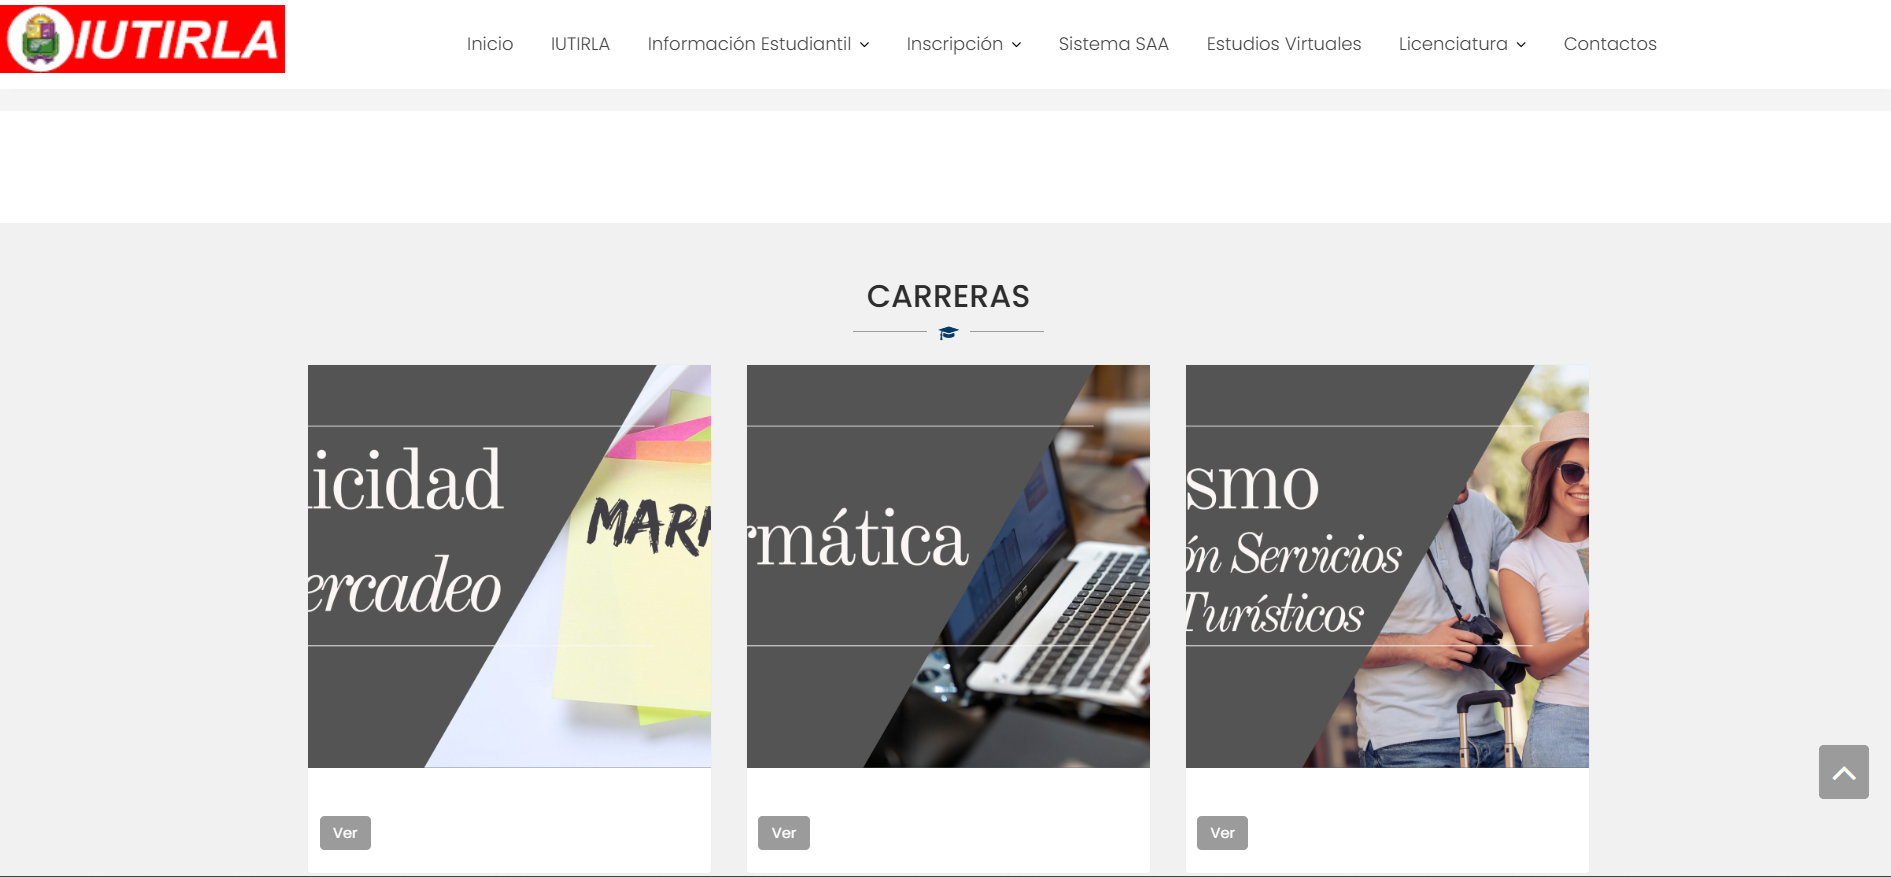 IUTIRLA
Inicio IUTIRLA Información Estudiantil Inscripción Sistema SAA Estudios Virtuales Licenciatura Contactos
CARRERAS
icidad
ercadeo
MAR
rmática
smo
ón Servicios
Turísticos
Ver Ver Ver